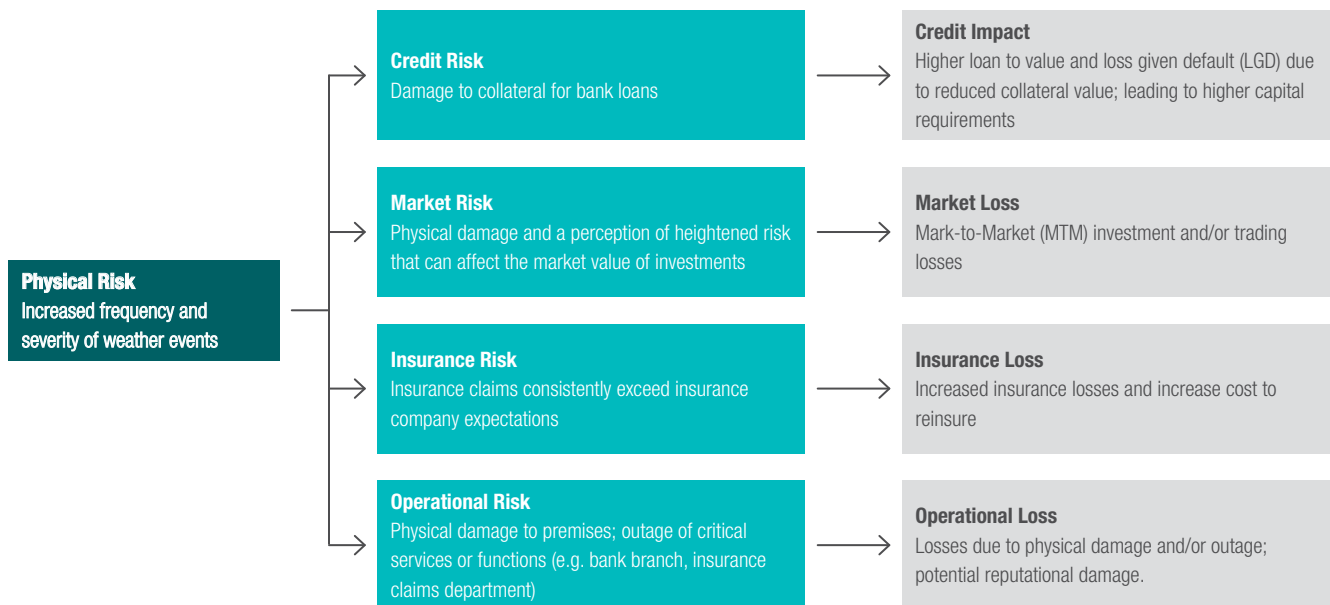 Physical Risk
Increased frequency and
severity of weather events
Credit Risk
Damage to collateral for bank loans
Credit Impact
Higher loan to value and loss given default (LGD) due
to reduced collateral value; leading to higher capital
requirements
Market Risk
Physical damage and a perception of heightened risk
that can affect the market value of investments
Market Loss
Mark-to-Market (MTM) investment and/or trading
losses
Insurance Risk
Insurance claims consistently exceed insurance
company expectations
Insurance Loss
Increased insurance losses and increase cost to
reinsure
Operational Risk
Physical damage to premises; outage of critical
services or functions (e.g. bank branch, insurance
claims department)
Operational Loss
Losses due to physical damage and/or outage;
potential reputational damage.